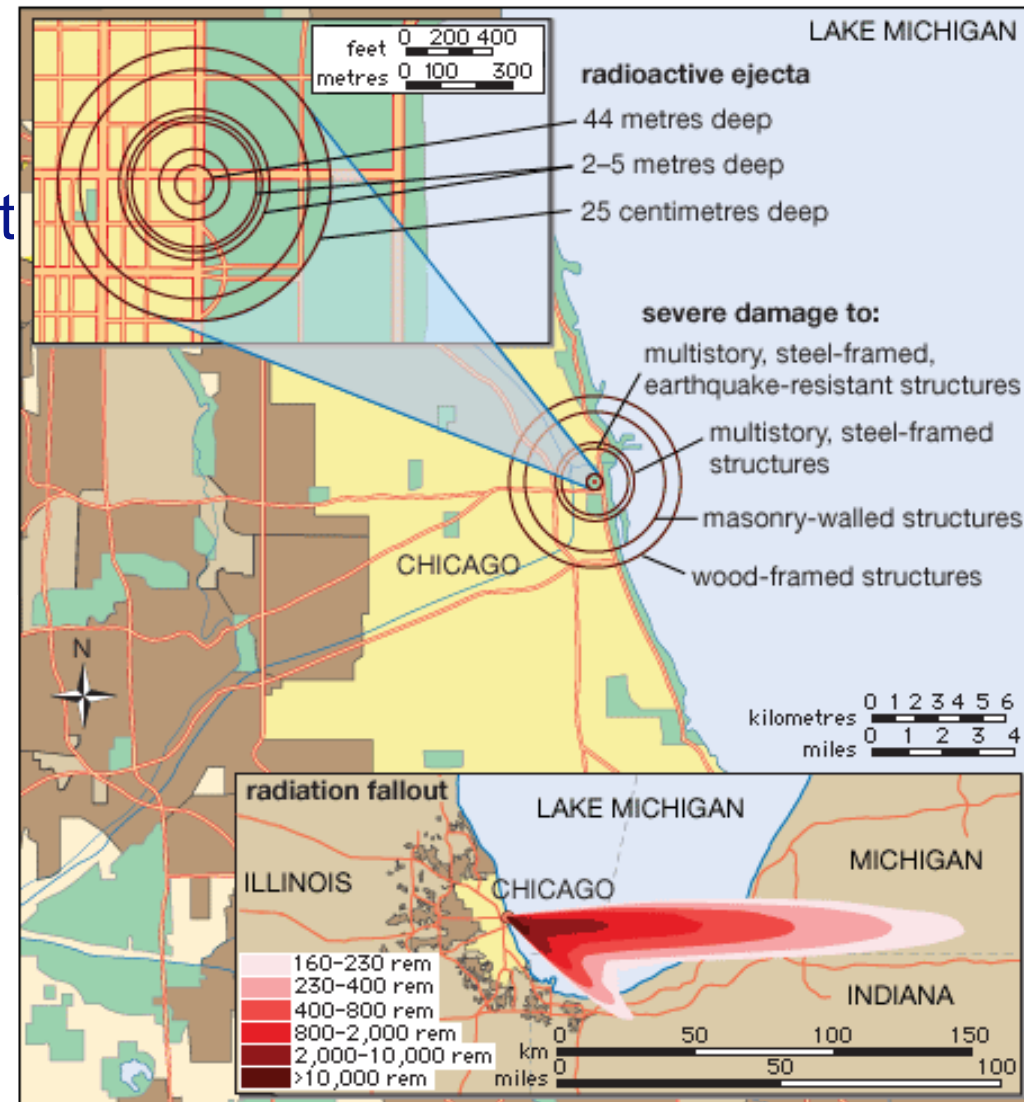 LAKE MICHIGAN
feet 0 200 400
metres 0 100 300
radioactive ejecta
44 metres deep
2–5 metres deep
25 centimetres deep
t
severe damage to:
multistory, steel-framed,
earthquake-resistant structures
multistory, steel-framed
structures
masonry-walled structures
wood-framed structures
CHICAGO
N
kilometres 0 1 2 3 4 5 6
miles 0 1 2 3 4
radiation fallout
LAKE MICHIGAN
MICHIGAN
ILLINOIS
CHICAGO
INDIANA
160–230 rem
230–400 rem
400–800 rem
800–2,000 rem
2,000–10,000 rem
>10,000 rem
km 0 50 100 150
miles 0 50 100